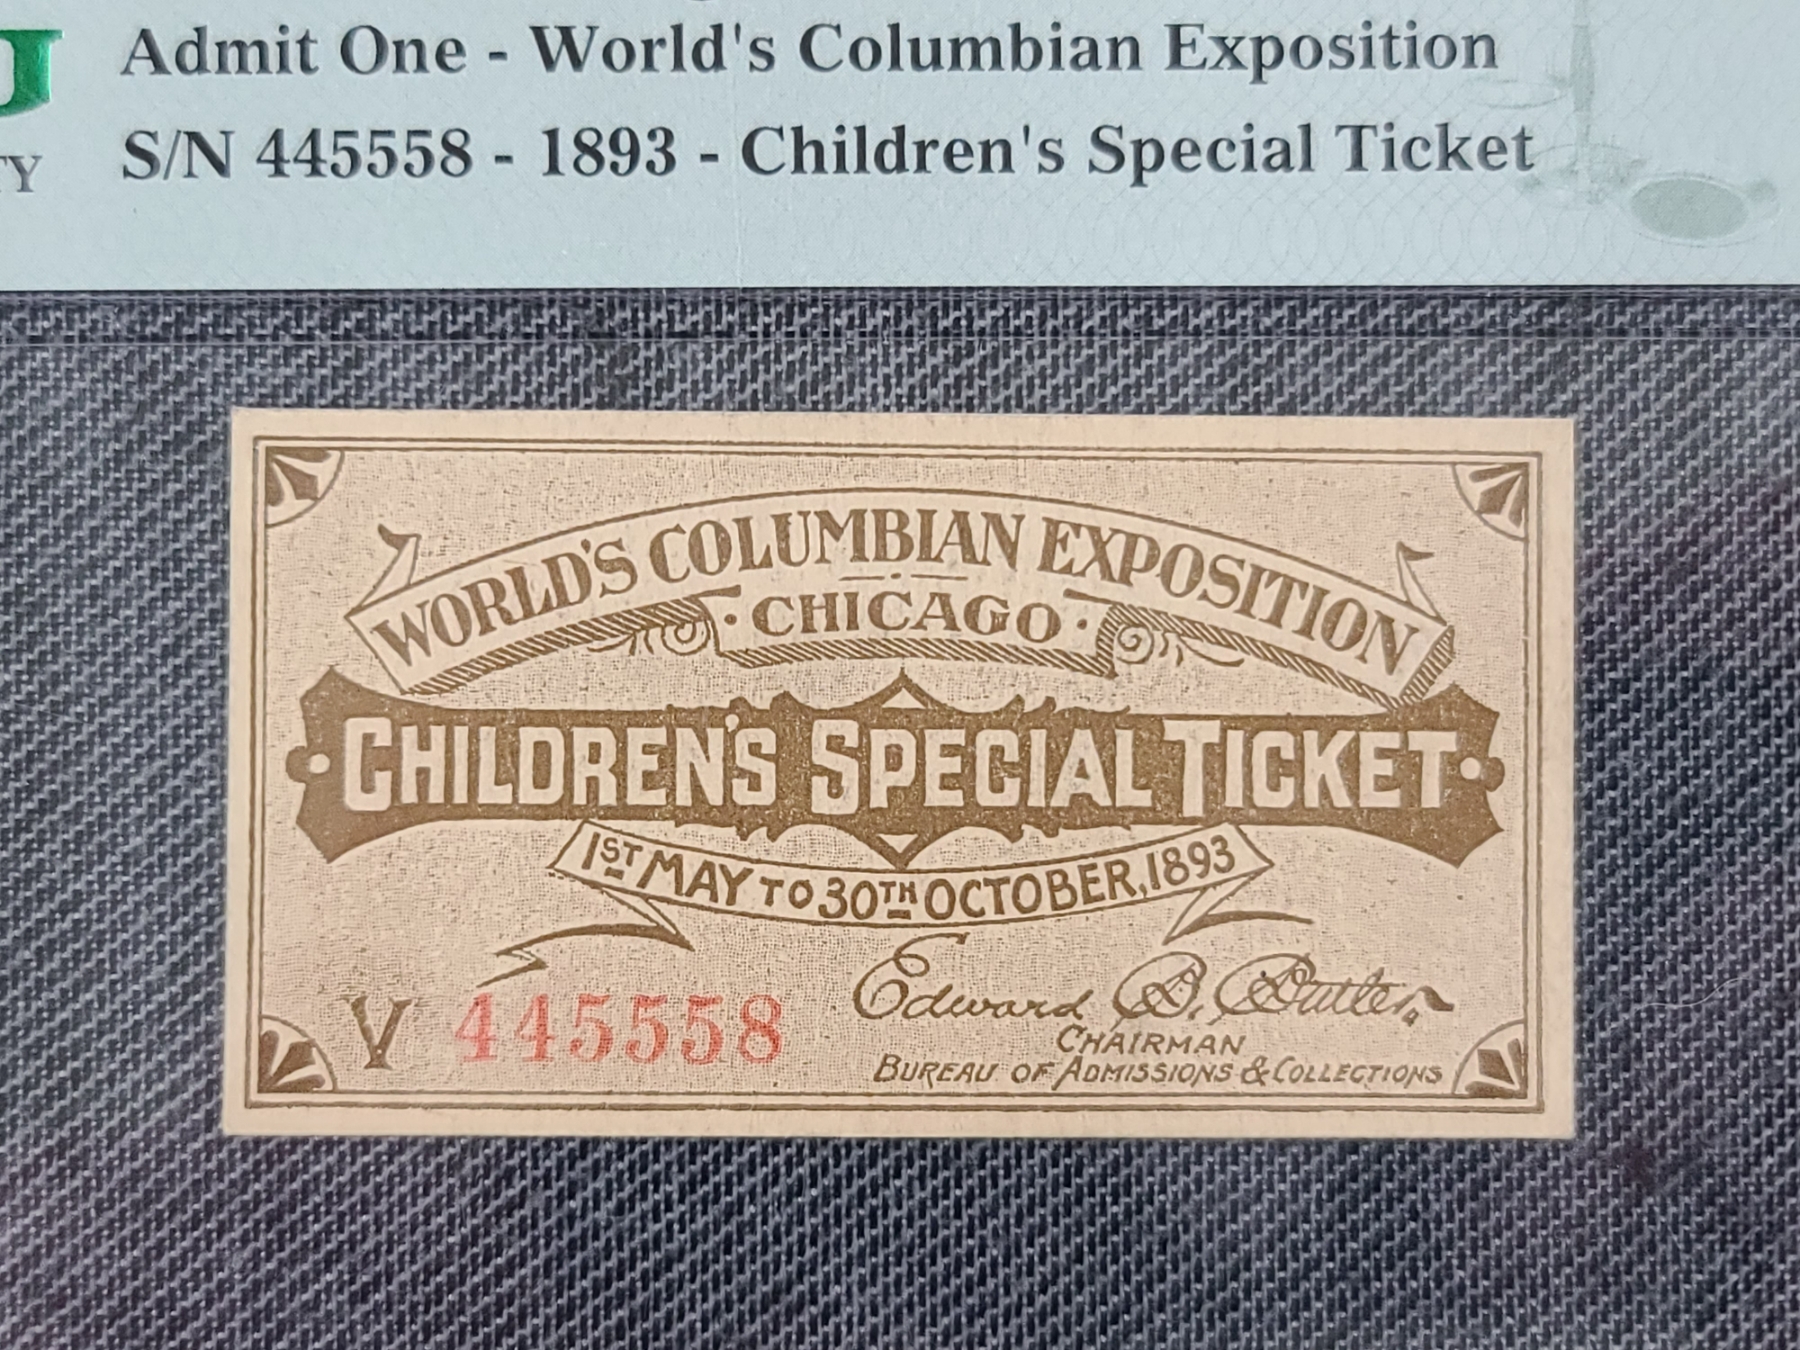 Admit One - World's Columbian Exposition
S/N 445558 - 1893 - Children's Special Ticket
TY
WORLD'S COLUMBIAN EXPOSITION
· CHICAGO ·
CHILDREN'S SPECIAL TICKET
1ST MAY TO 30TH OCTOBER, 1893
V 445558
Edward B. Butler
CHAIRMAN
BUREAU OF ADMISSIONS & COLLECTIONS